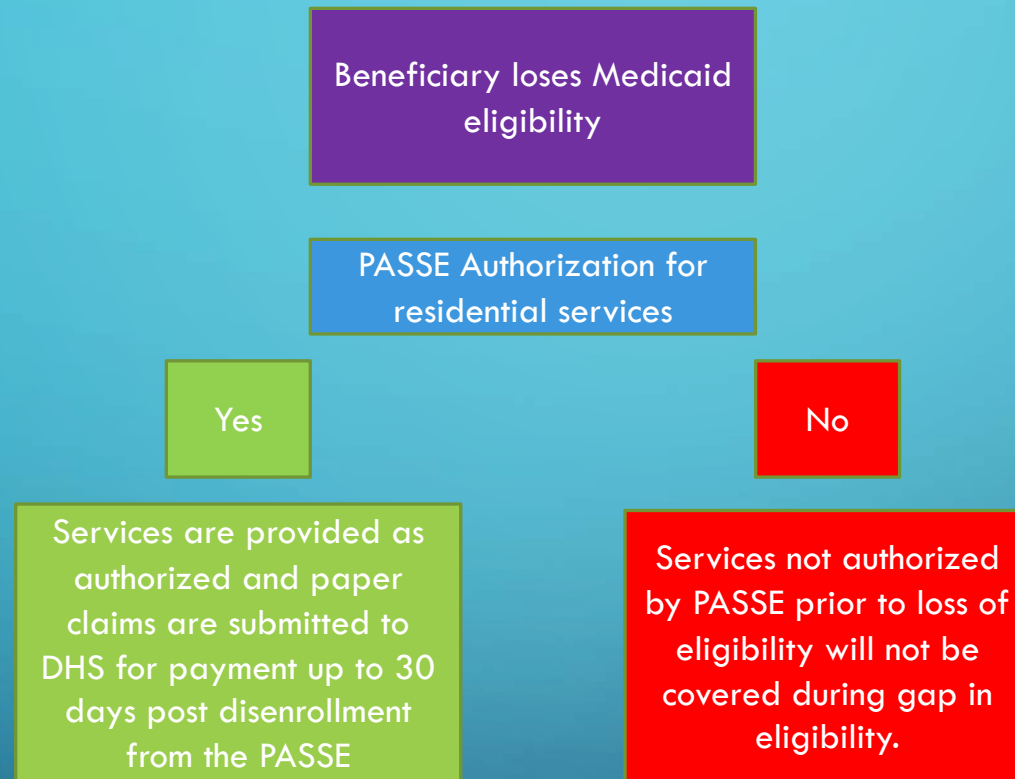 Beneficiary loses Medicaid
eligibility
PASSE Authorization for
residential services
Yes
No
Services are provided as
authorized and paper
claims are submitted to
DHS for payment up to 30
days post disenrollment
from the PASSE
Services not authorized
by PASSE prior to loss of
eligibility will not be
covered during gap in
eligibility.